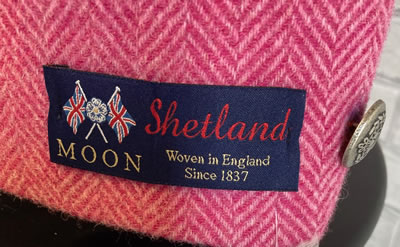 Shetland
MOON
Woven in England
Since 1837